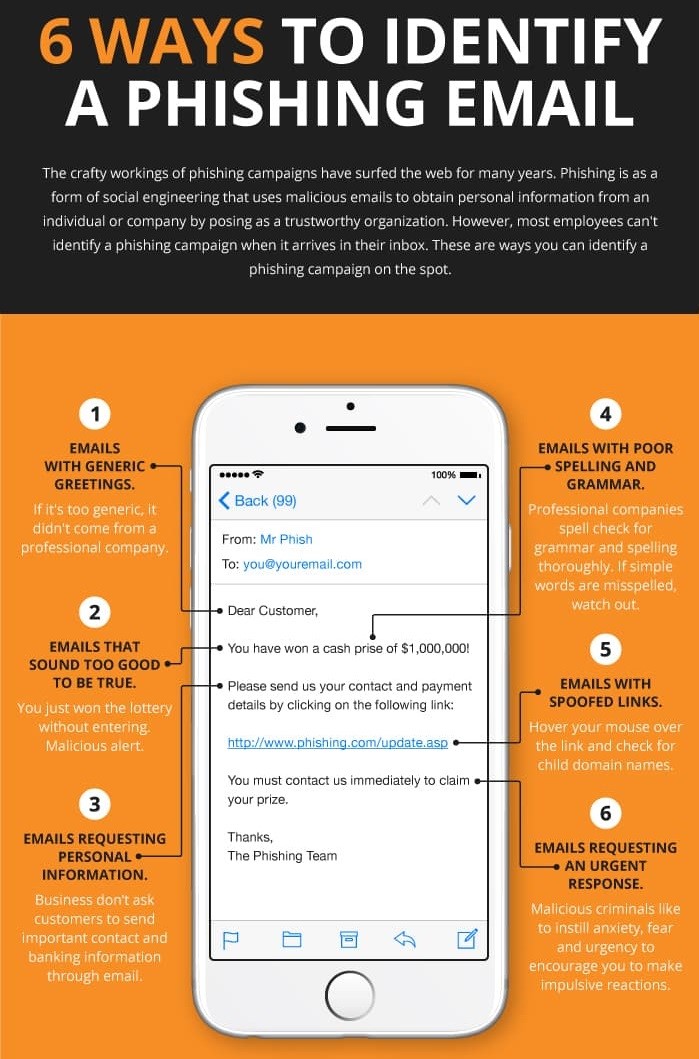 6 WAYS TO IDENTIFY
A PHISHING EMAIL
The crafty workings of phishing campaigns have surfed the web for many years. Phishing is as a
form of social engineering that uses malicious emails to obtain personal information from an
individual or company by posing as a trustworthy organization. However, most employees can't
identify a phishing campaign when it arrives in their inbox. These are ways you can identify a
phishing campaign on the spot.
1
EMAILS
WITH GENERIC
GREETINGS.
If it's too generic, it
didn't come from a
professional company.
2
EMAILS THAT
SOUND TOO GOOD
TO BE TRUE.
You just won the lottery
without entering.
Malicious alert.
3
EMAILS REQUESTING
PERSONAL
INFORMATION.
Business don't ask
customers to send
important contact and
banking information
through email.
100%
Back (99)
From: Mr Phish
To: you@youremail.com
Dear Customer,
You have won a cash prise of $1,000,000!
Please send us your contact and payment
details by clicking on the following link:
http://www.phishing.com/update.asp
You must contact us immediately to claim
your prize.
Thanks,
The Phishing Team
4
EMAILS WITH POOR
SPELLING AND
GRAMMAR.
Professional companies
spell check for
grammar and spelling
thoroughly. If simple
words are misspelled,
watch out.
5
EMAILS WITH
SPOOFED LINKS.
Hover your mouse over
the link and check for
child domain names.
6
EMAILS REQUESTING
AN URGENT
RESPONSE.
Malicious criminals like
to instill anxiety, fear
and urgency to
encourage you to make
impulsive reactions.